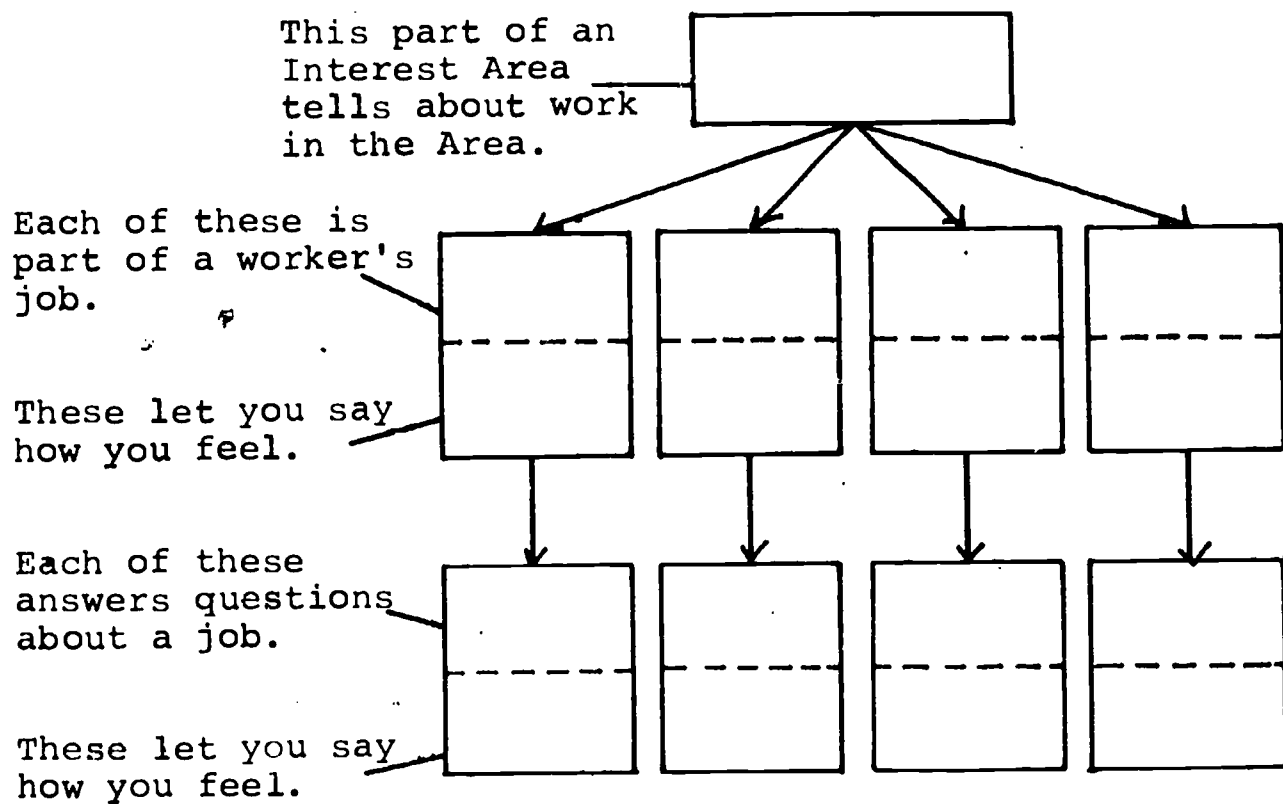 This part of an
Interest Area
tells about work
in the Area.
Each of these is
part of a worker's
job.
These let you say
how you feel.
Each of these
answers questions
about a job.
These let you say
how you feel.